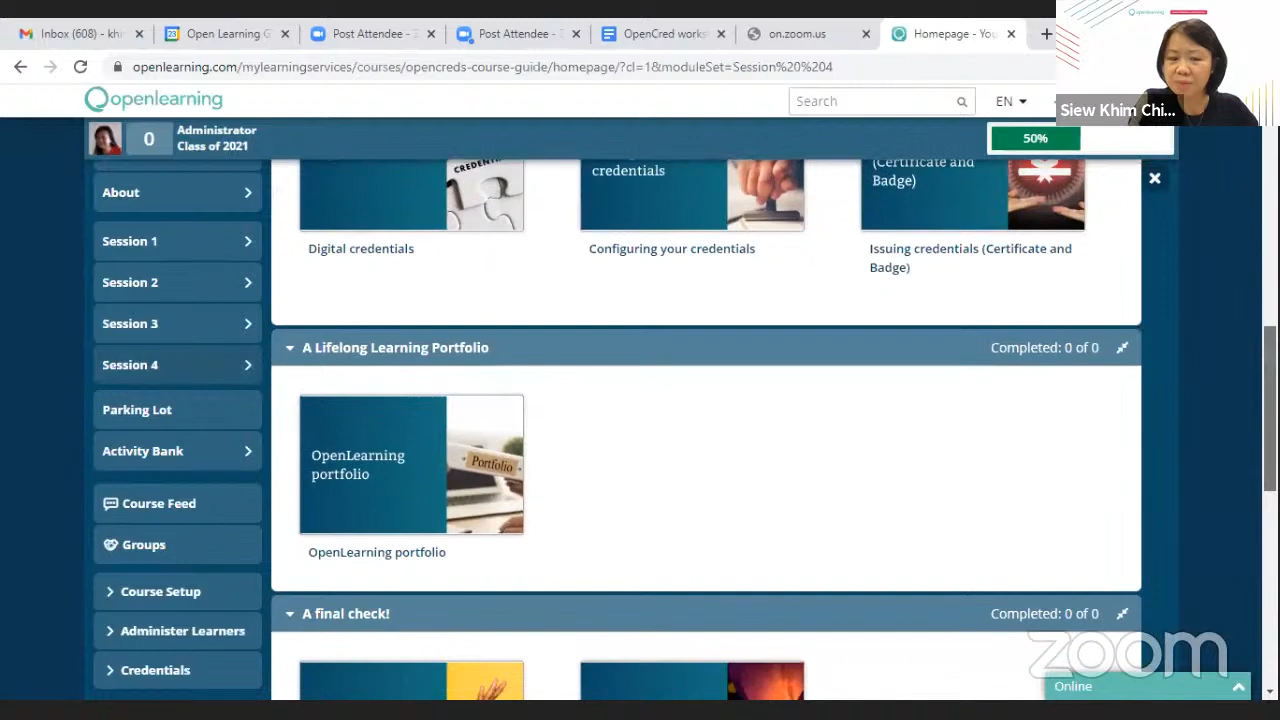 Inbox (608) - kh
Open Learning G
Post Attendee -
Post Attendee -
OpenCred works
on.zoom.us
Homepage - You
openlearning.com/mylearningservices/courses/opencreds-course-guide/homepage/?cl=1&moduleSet=Session%20%204
openlearning
Search
EN
Siew Khim Chi...
0
Administrator
Class of 2021
50%
About
Session 1
Session 2
Session 3
Session 4
Parking Lot
Activity Bank
Course Feed
Groups
Course Setup
Administer Learners
Credentials
credentials
(Certificate and
Badge)
Digital credentials
Configuring your credentials
Issuing credentials (Certificate and
Badge)
A Lifelong Learning Portfolio
Completed: 0 of 0
OpenLearning
portfolio
Portfolio
OpenLearning portfolio
A final check!
Completed: 0 of 0
zoom
Online